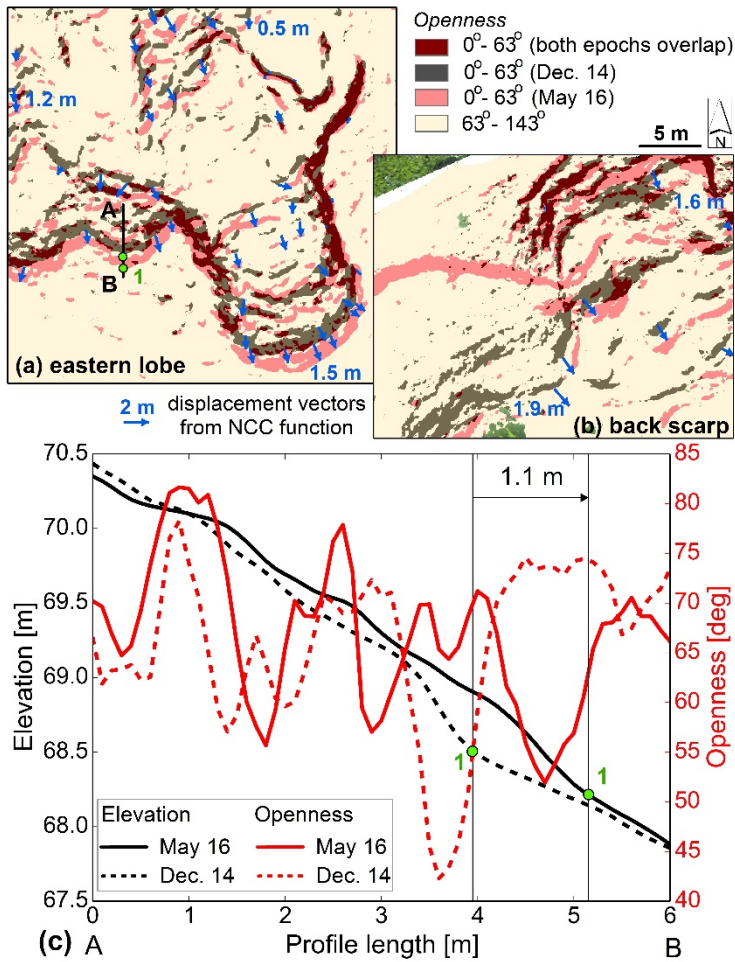 Openness
0°- 63° (both epochs overlap)
0°- 63° (Dec. 14)
0°- 63° (May 16)
63°- 143°
5 m
N
0.5 m
1.2 m
A
B
1
1.5 m
(a) eastern lobe
1.6 m
1.9 m
(b) back scarp
2 m displacement vectors
from NCC function
70.5
70.0
69.5
69.0
68.5
68.0
67.5
Elevation [m]
85
80
75
70
65
60
55
50
45
40
Openness [deg]
1.1 m
1
1
Elevation Openness
May 16 May 16
Dec. 14 Dec. 14
0 1 2 3 4 5 6
(c) A Profile length [m] B